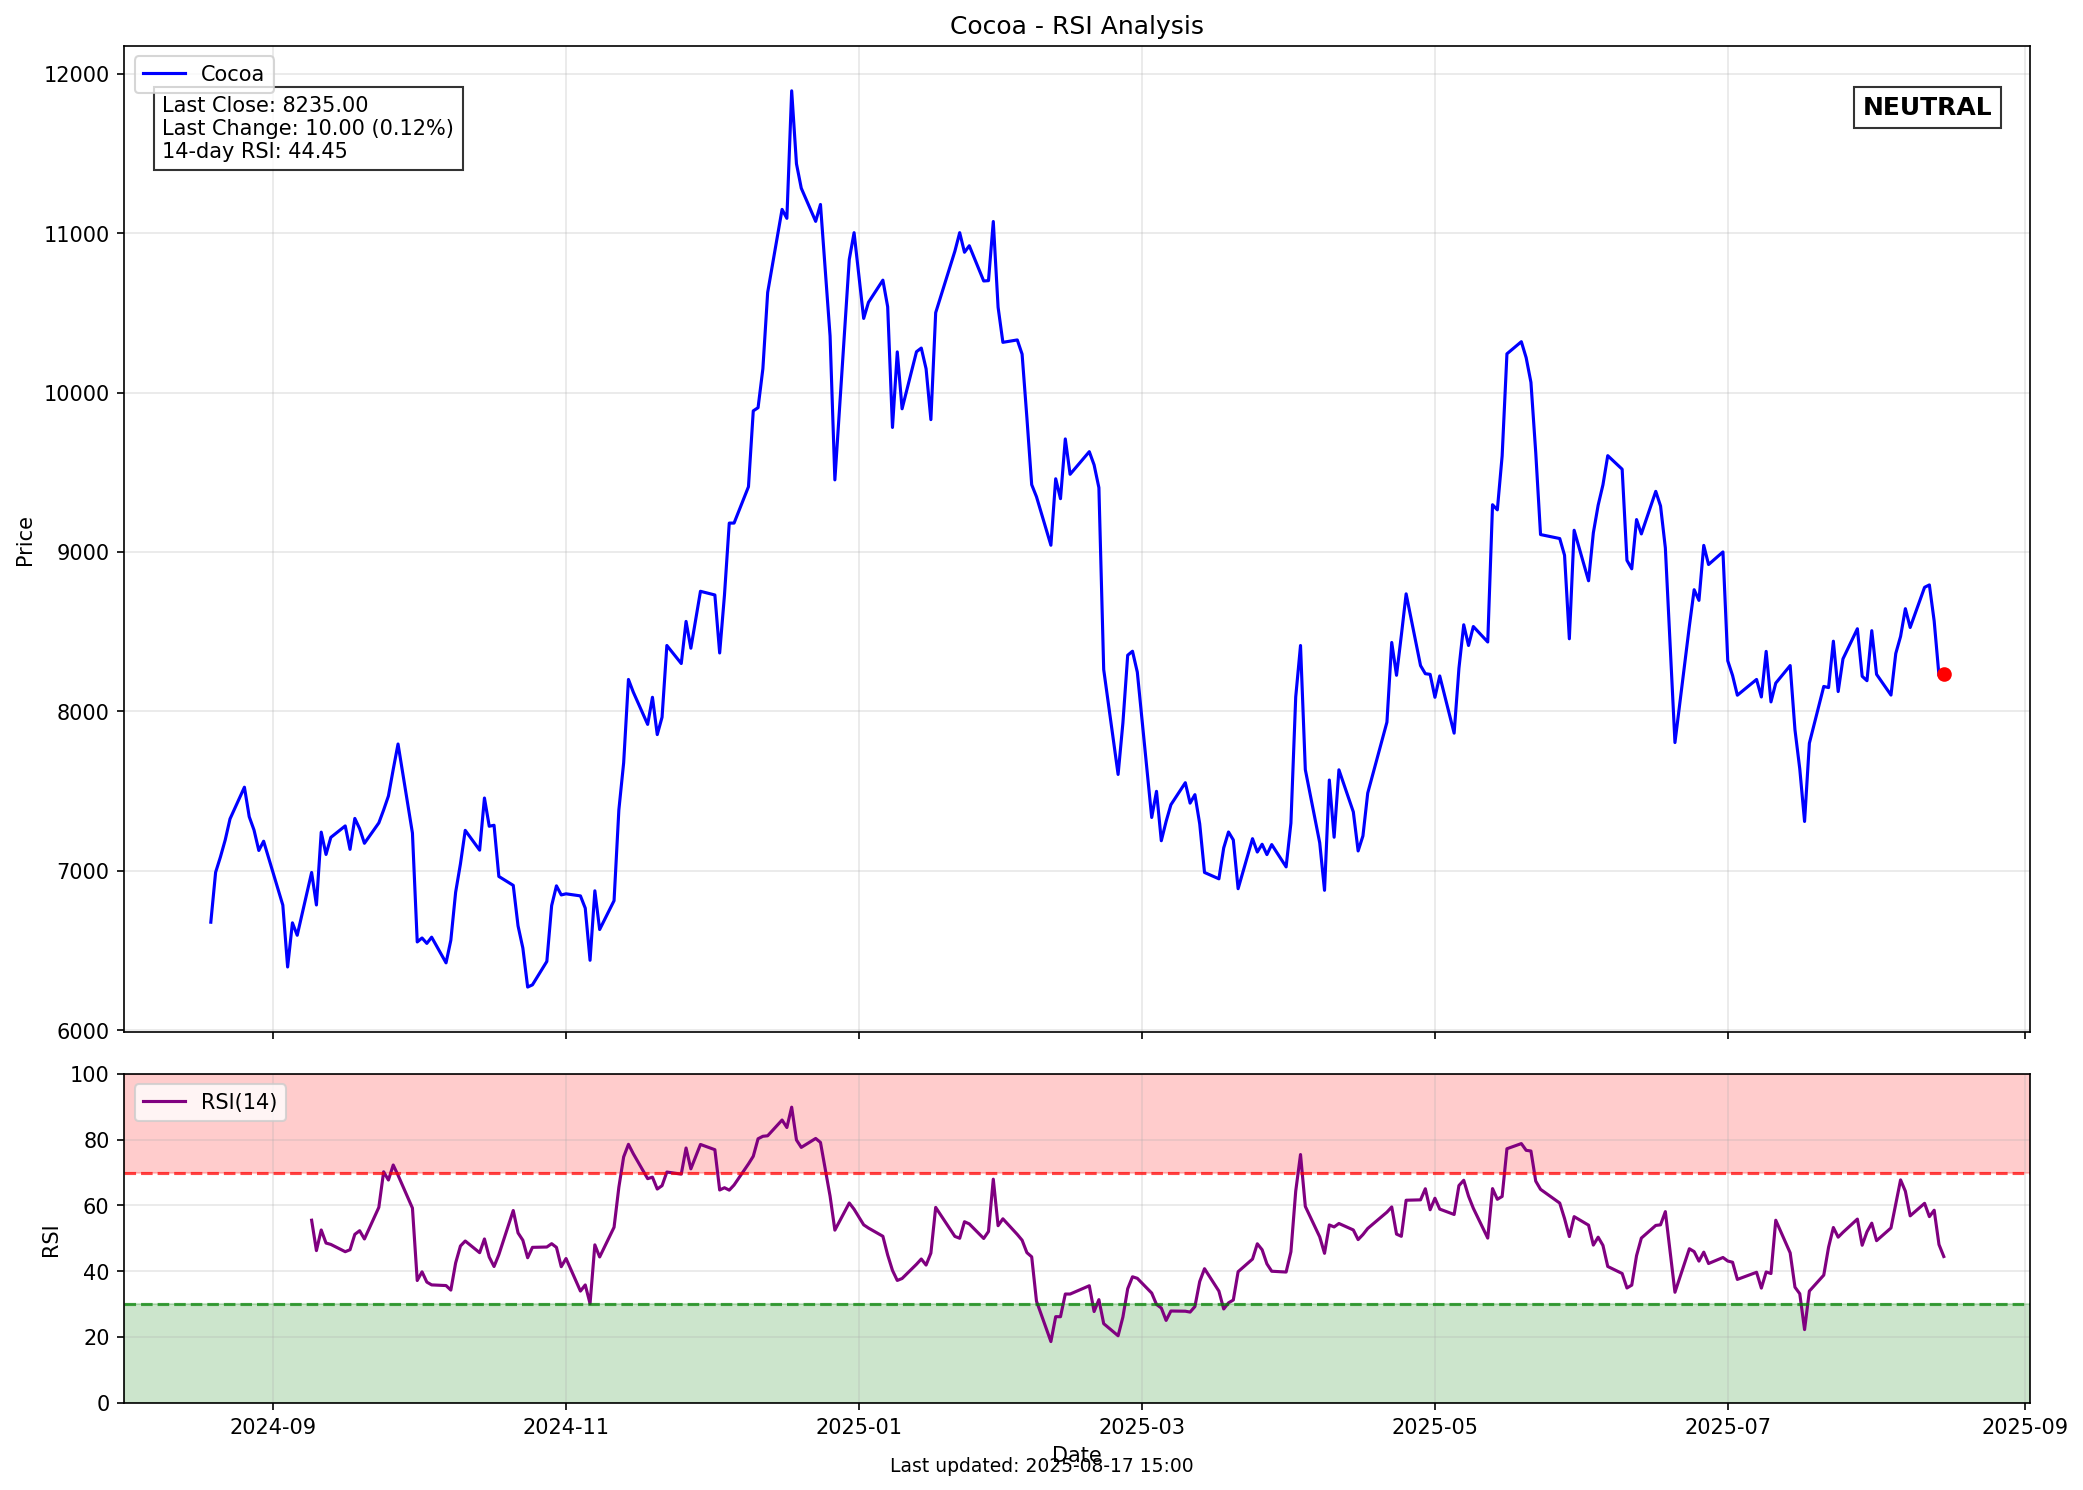 Cocoa - RSI Analysis
Cocoa
Last Close: 8235.00
Last Change: 10.00 (0.12%)
14-day RSI: 44.45
NEUTRAL
12000
11000
10000
9000
8000
7000
6000
Price
RSI(14)
100
80
60
40
20
0
RSI
2024-09 2024-11 2025-01 2025-03 2025-05 2025-07 2025-09
Date
Last updated: 2025-08-17 15:00